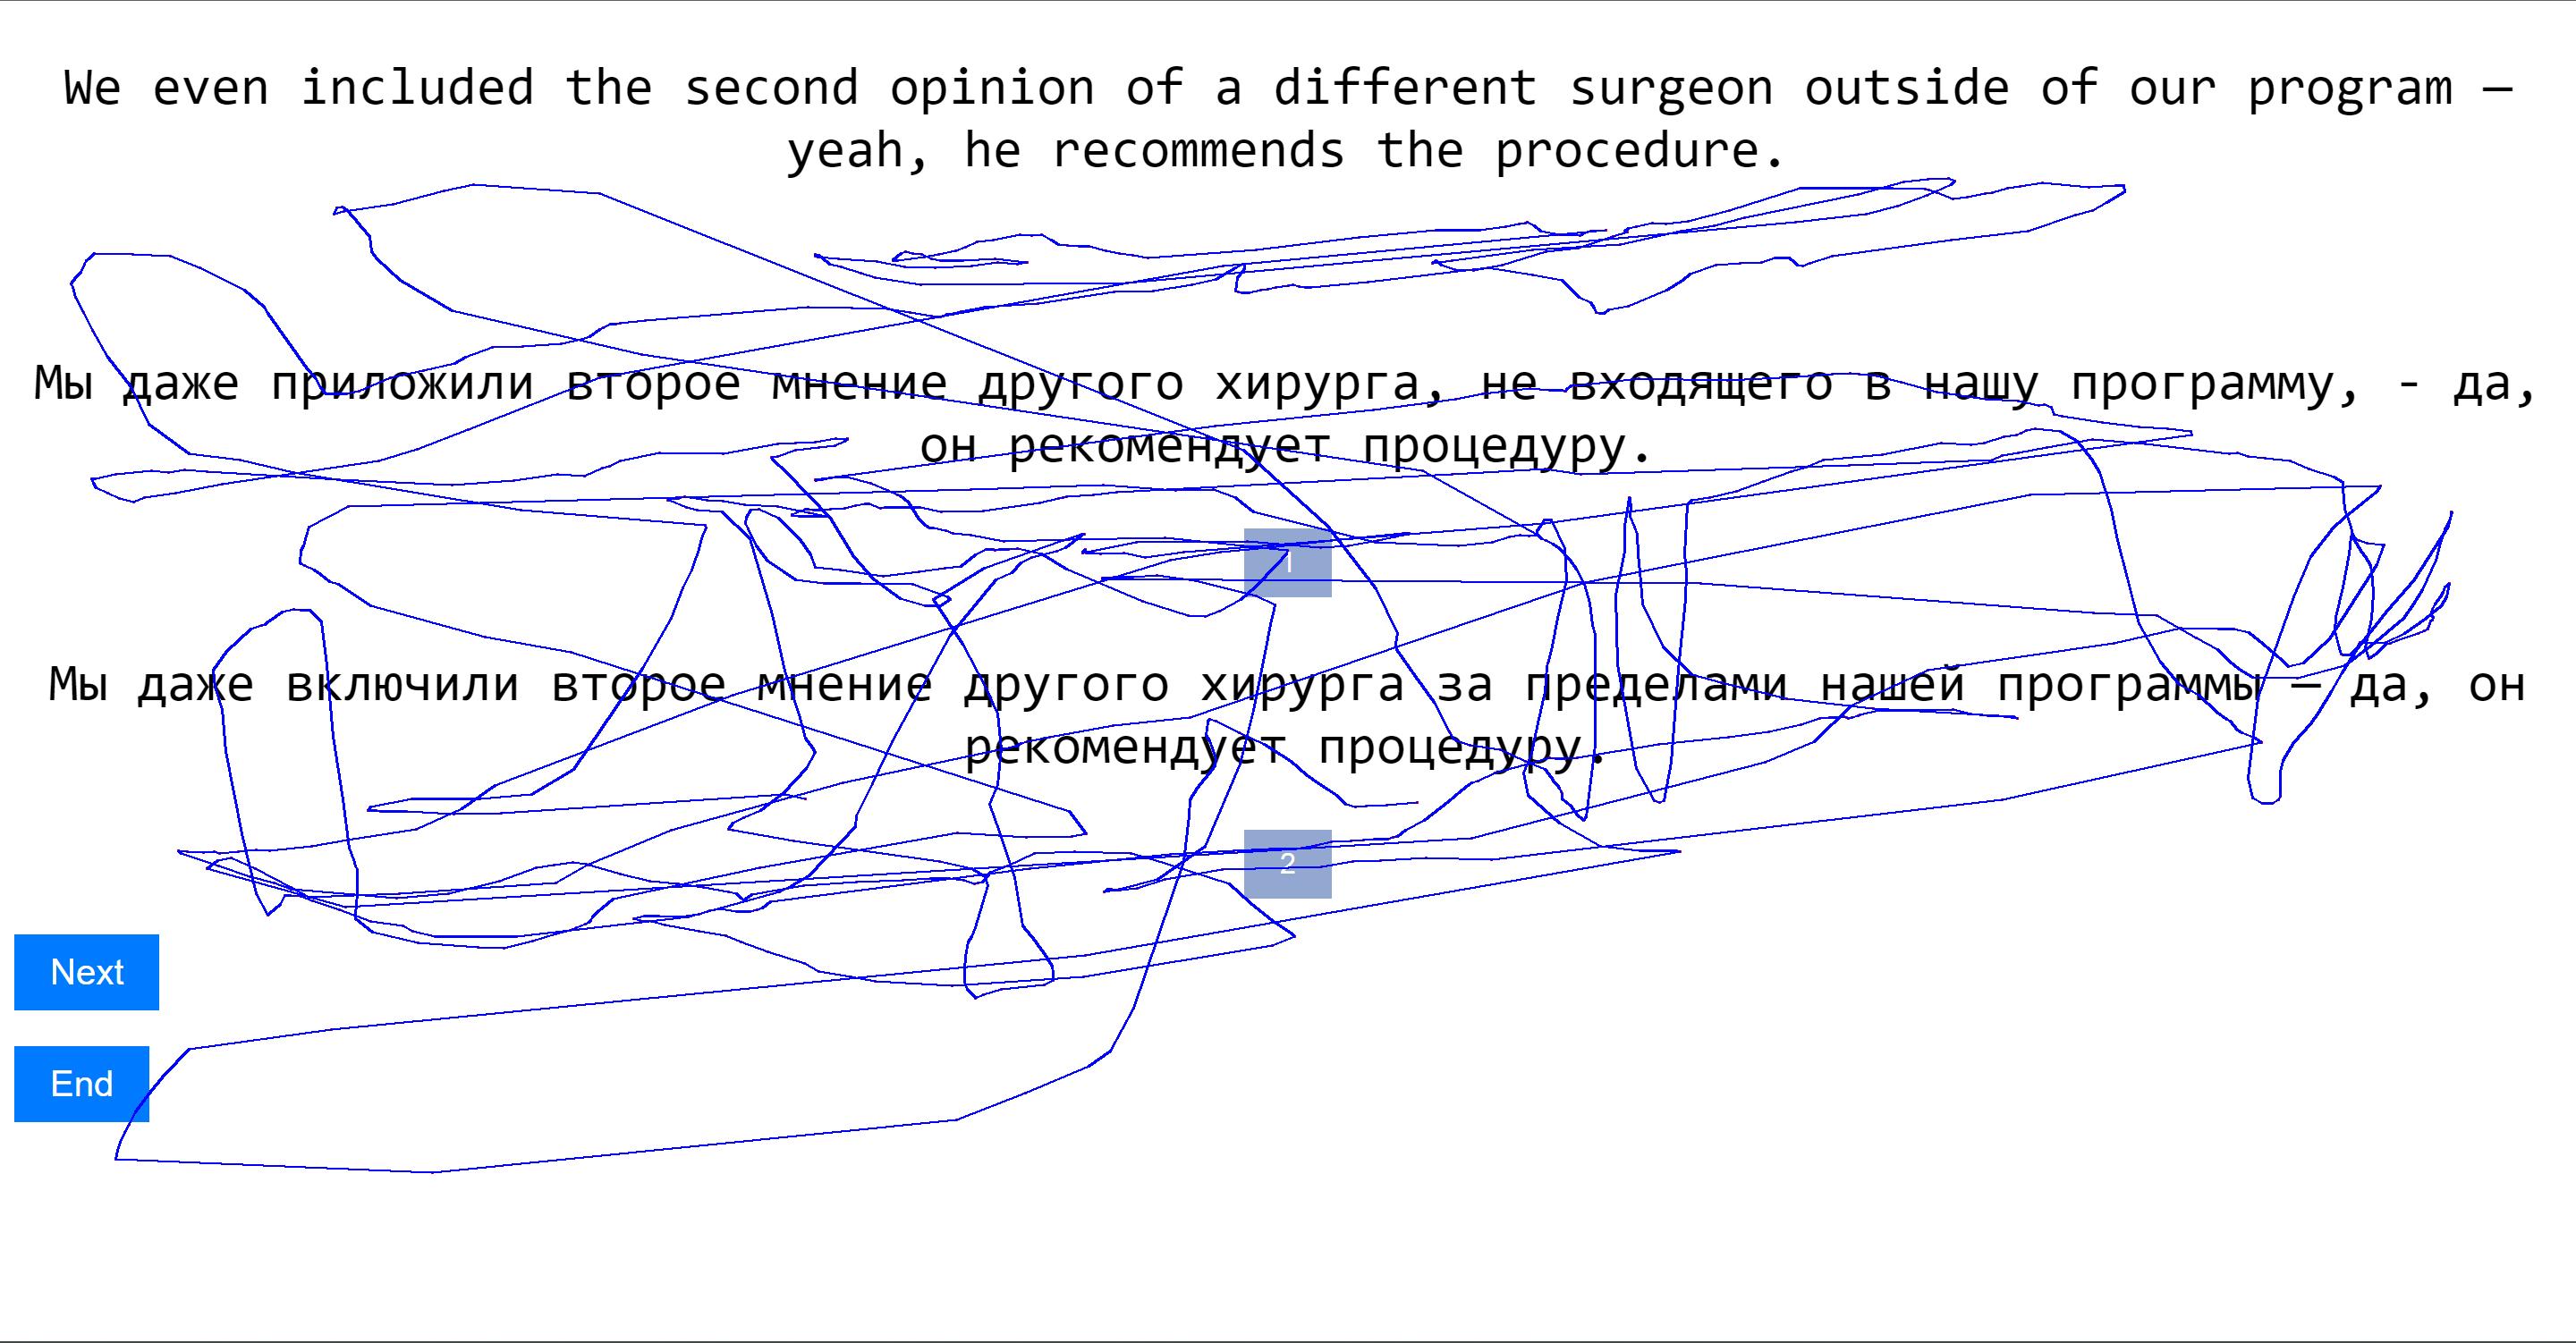 We even included the second opinion of a different surgeon outside of our program —
yeah, he recommends the procedure.
Мы даже приложили второе мнение другого хирурга, не входящего в нашу программу, - да,
он рекомендует процедуру.
1
Мы даже включили второе мнение другого хирурга за пределами нашей программы — да, он
рекомендует процедуру.
2
Next
End